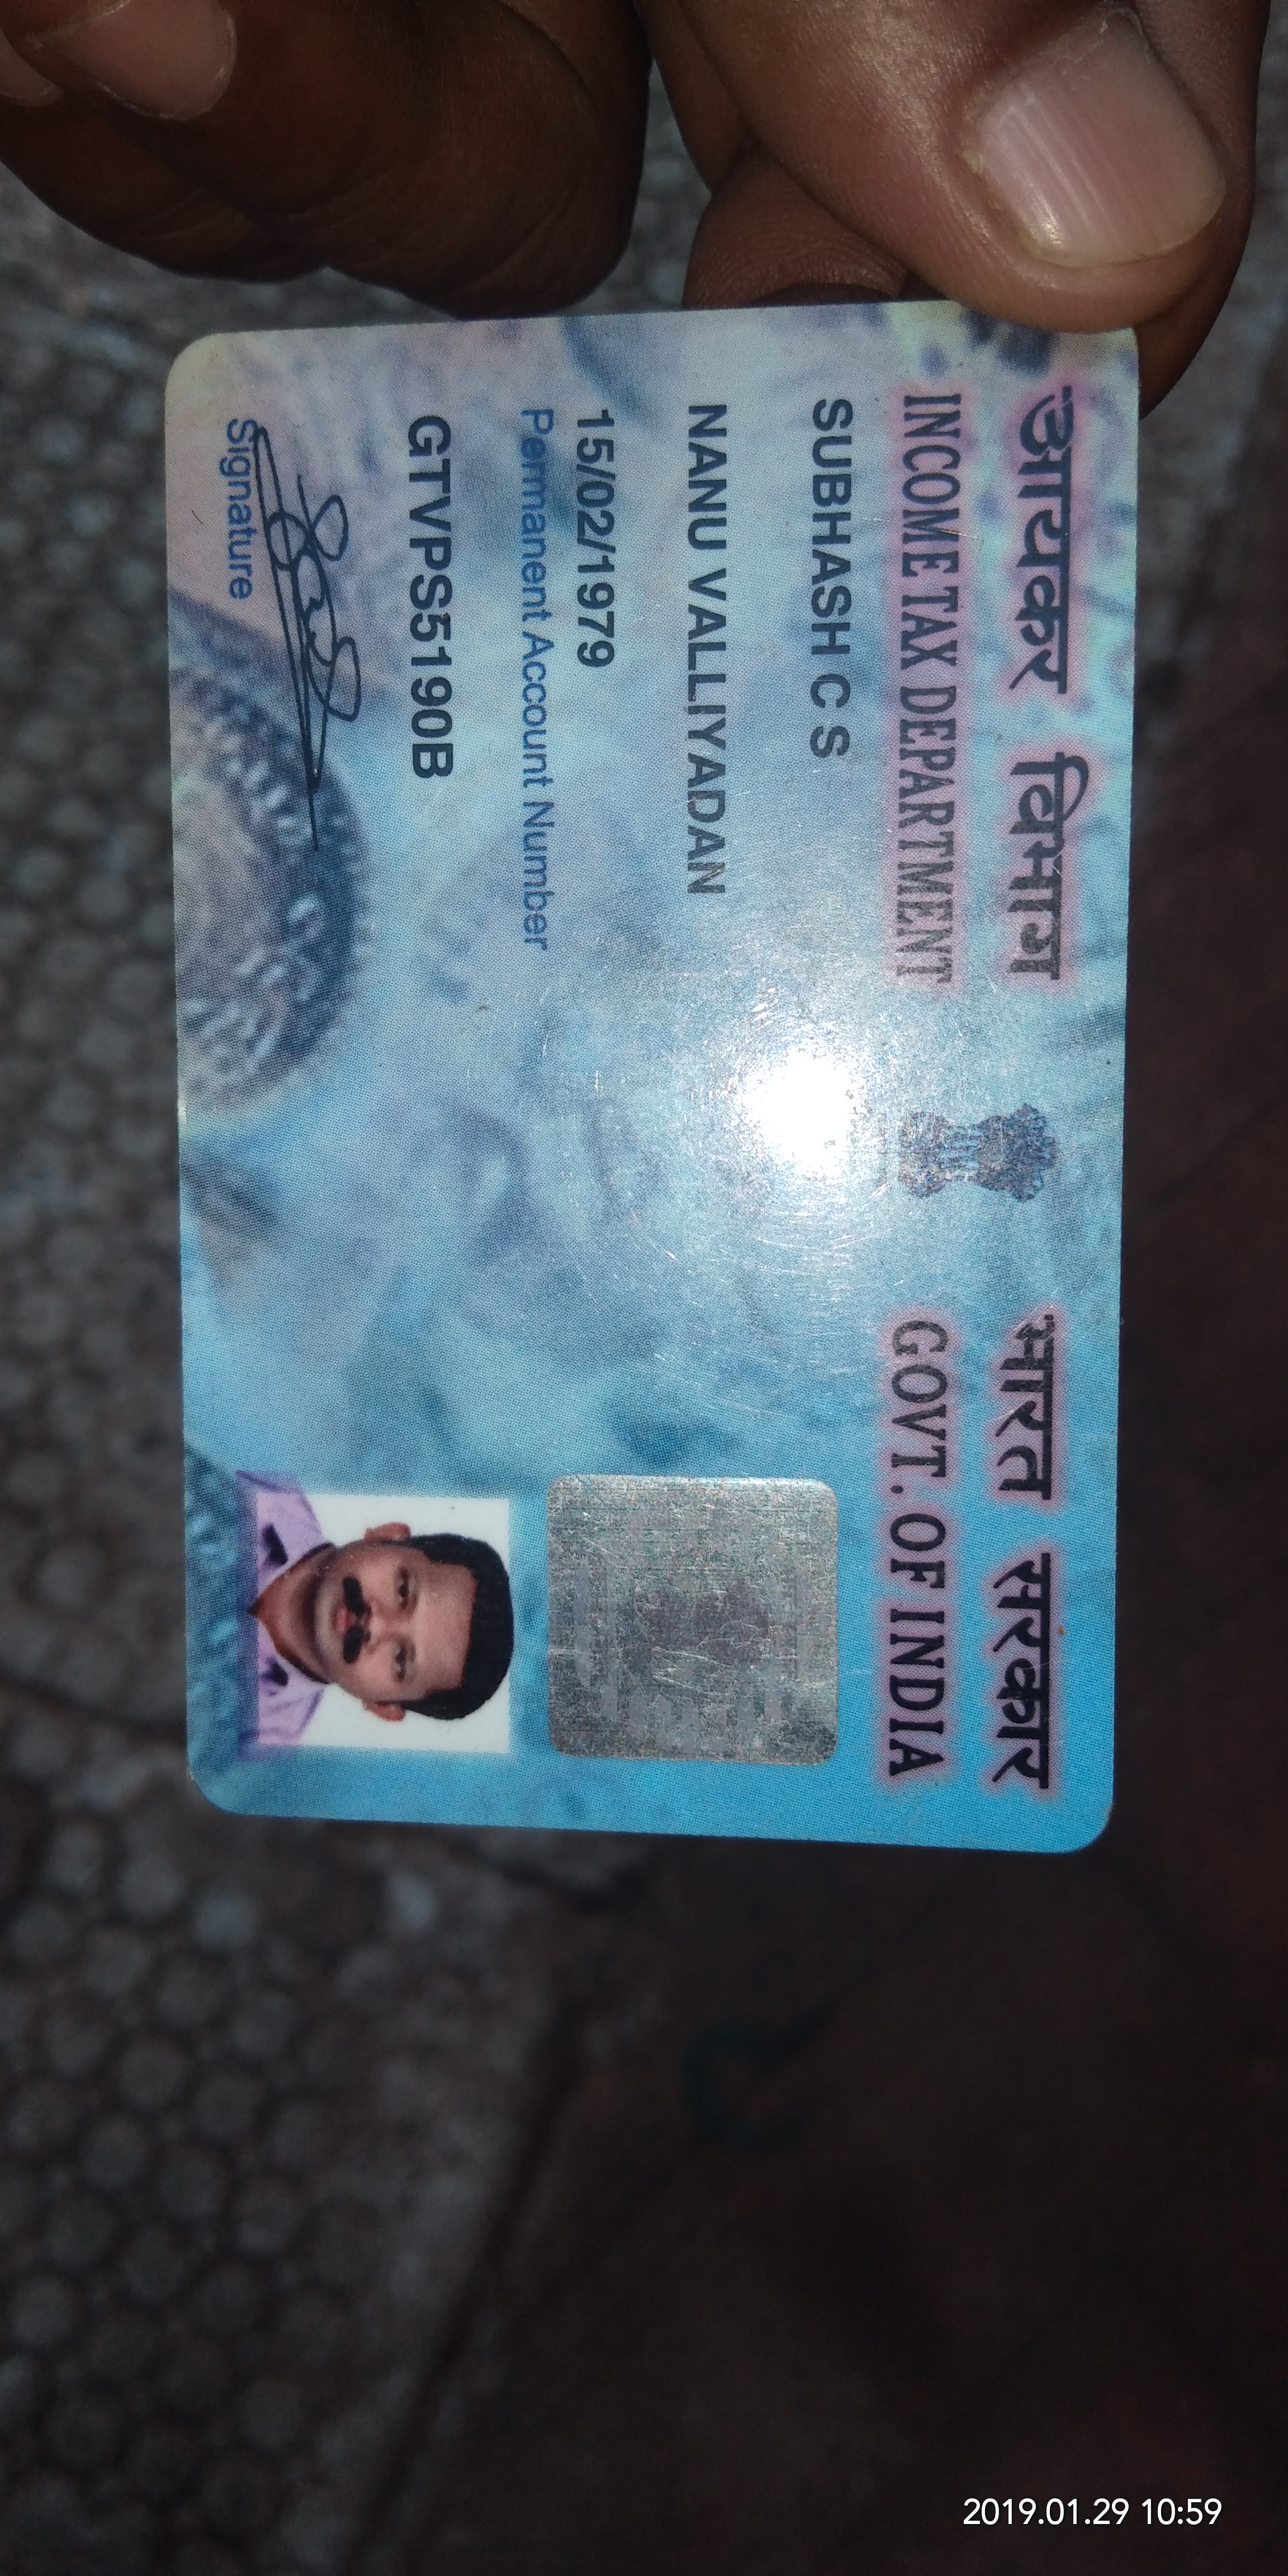 आयकर विभाग
INCOME TAX DEPARTMENT
भारत सरकार
GOVT. OF INDIA
SUBHASH C S
NANU VALLIYADAN
15/02/1979
Permanent Account Number
GTVPS5190B
Signature
2019.01.29 10:59